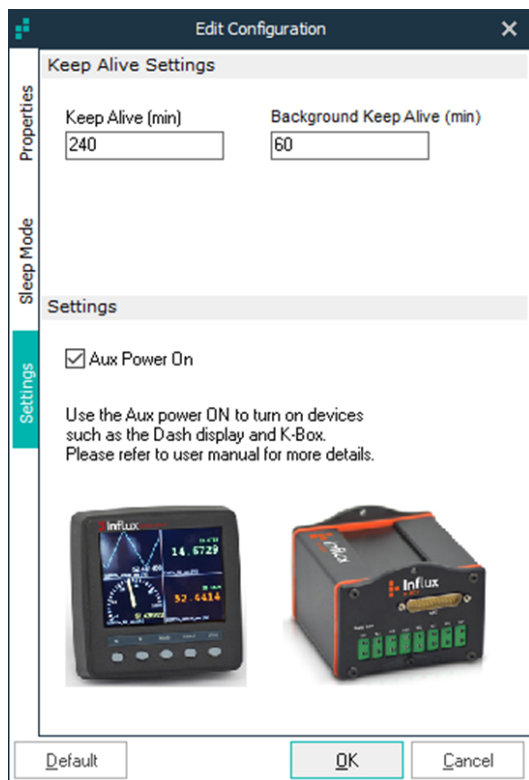 Edit Configuration
Properties
Sleep Mode
Settings
Keep Alive Settings
Keep Alive (min)
Background Keep Alive (min)
240
60
Settings
Aux Power On
Use the Aux power ON to turn on devices
such as the Dash display and K-Box.
Please refer to user manual for more details.
Influx
14.6729
52.4414
Influx
Default
OK
Cancel